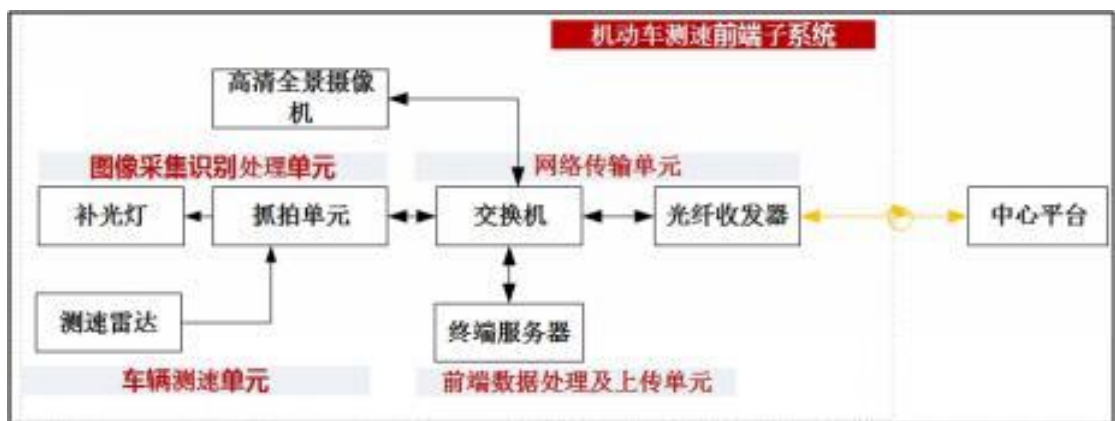 机动车测速前端子系统
高清全景摄像
机
图像采集识别处理单元
网络传输单元
补光灯
抓拍单元
交换机
光纤收发器
中心平台
测速雷达
终端服务器
车辆测速单元
前端数据处理及上传单元